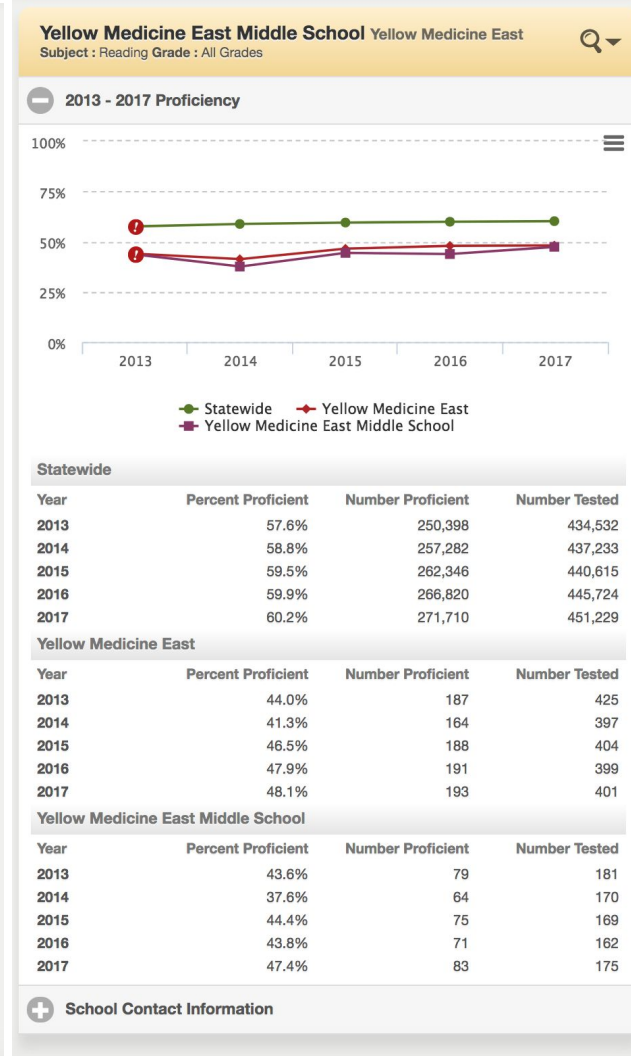 Yellow Medicine East Middle School Yellow Medicine East
Subject : Reading Grade : All Grades
2013 - 2017 Proficiency
100%
75%
50%
25%
0%
2013 2014 2015 2016 2017
Statewide Yellow Medicine East
Yellow Medicine East Middle School
Statewide
Year Percent Proficient Number Proficient Number Tested
2013 57.6% 250,398 434,532
2014 58.8% 257,282 437,233
2015 59.5% 262,346 440,615
2016 59.9% 266,820 445,724
2017 60.2% 271,710 451,229
Yellow Medicine East
Year Percent Proficient Number Proficient Number Tested
2013 44.0% 187 425
2014 41.3% 164 397
2015 46.5% 188 404
2016 47.9% 191 399
2017 48.1% 193 401
Yellow Medicine East Middle School
Year Percent Proficient Number Proficient Number Tested
2013 43.6% 79 181
2014 37.6% 64 170
2015 44.4% 75 169
2016 43.8% 71 162
2017 47.4% 83 175
School Contact Information